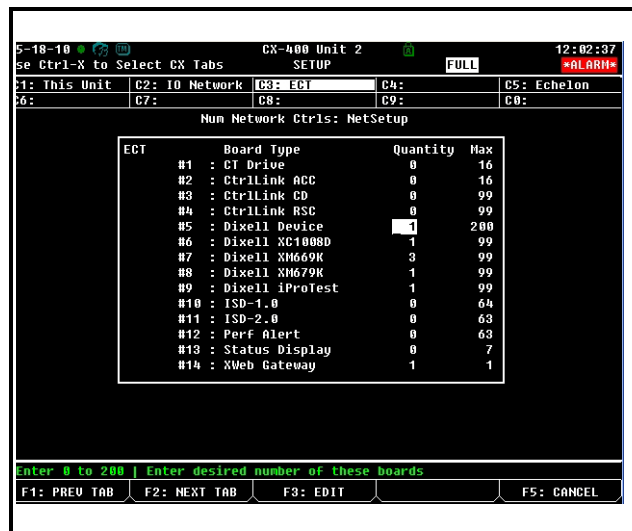 5-18-10 TM CX-400 Unit 2 12:02:37
se Ctrl-X to Select CX Tabs SETUP FULL *ALARM*
C1: This Unit C2: IO Network C3: ECT C4: C5: Echelon
C6: C7: C8: C9: C0:
Num Network Ctrls: NetSetup
ECT Board Type Quantity Max
#1 : CT Drive 0 16
#2 : CtrlLink ACC 0 16
#3 : CtrlLink CD 0 99
#4 : CtrlLink RSC 0 99
#5 : Dixell Device 1 200
#6 : Dixell XC1008D 1 99
#7 : Dixell XM669K 3 99
#8 : Dixell XM679K 1 99
#9 : Dixell iProTest 1 99
#10 : ISD-1.0 0 64
#11 : ISD-2.0 0 63
#12 : Perf Alert 0 63
#13 : Status Display 0 7
#14 : XWeb Gateway 1 1
Enter 0 to 200 | Enter desired number of these boards
F1: PREV TAB F2: NEXT TAB F3: EDIT F5: CANCEL